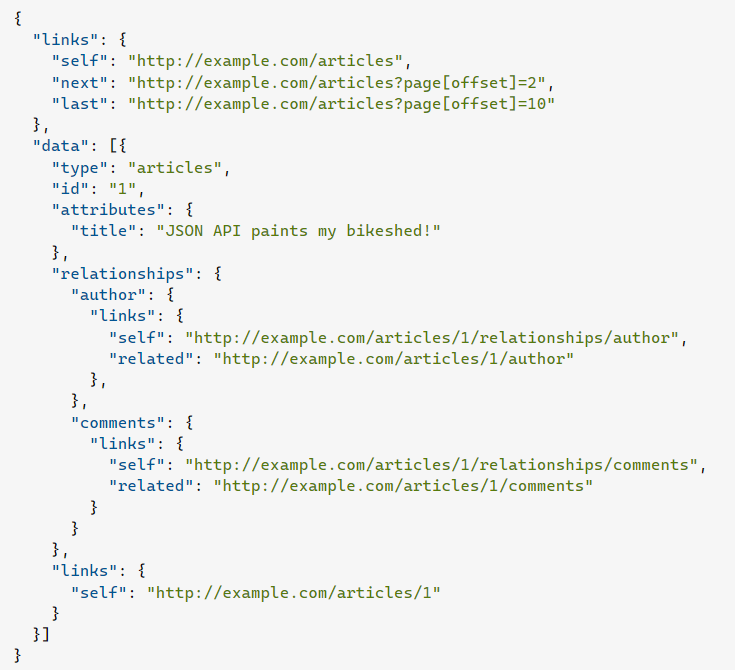 {
  "links": {
    "self": "http://example.com/articles",
    "next": "http://example.com/articles?page[offset]=2",
    "last": "http://example.com/articles?page[offset]=10"
  },
  "data": [{
    "type": "articles",
    "id": "1",
    "attributes": {
      "title": "JSON API paints my bikeshed!"
    },
    "relationships": {
      "author": {
        "links": {
          "self": "http://example.com/articles/1/relationships/author",
          "related": "http://example.com/articles/1/author"
        },
      },
      "comments": {
        "links": {
          "self": "http://example.com/articles/1/relationships/comments",
          "related": "http://example.com/articles/1/comments"
        }
      }
    },
    "links": {
      "self": "http://example.com/articles/1"
    }
  }]
}